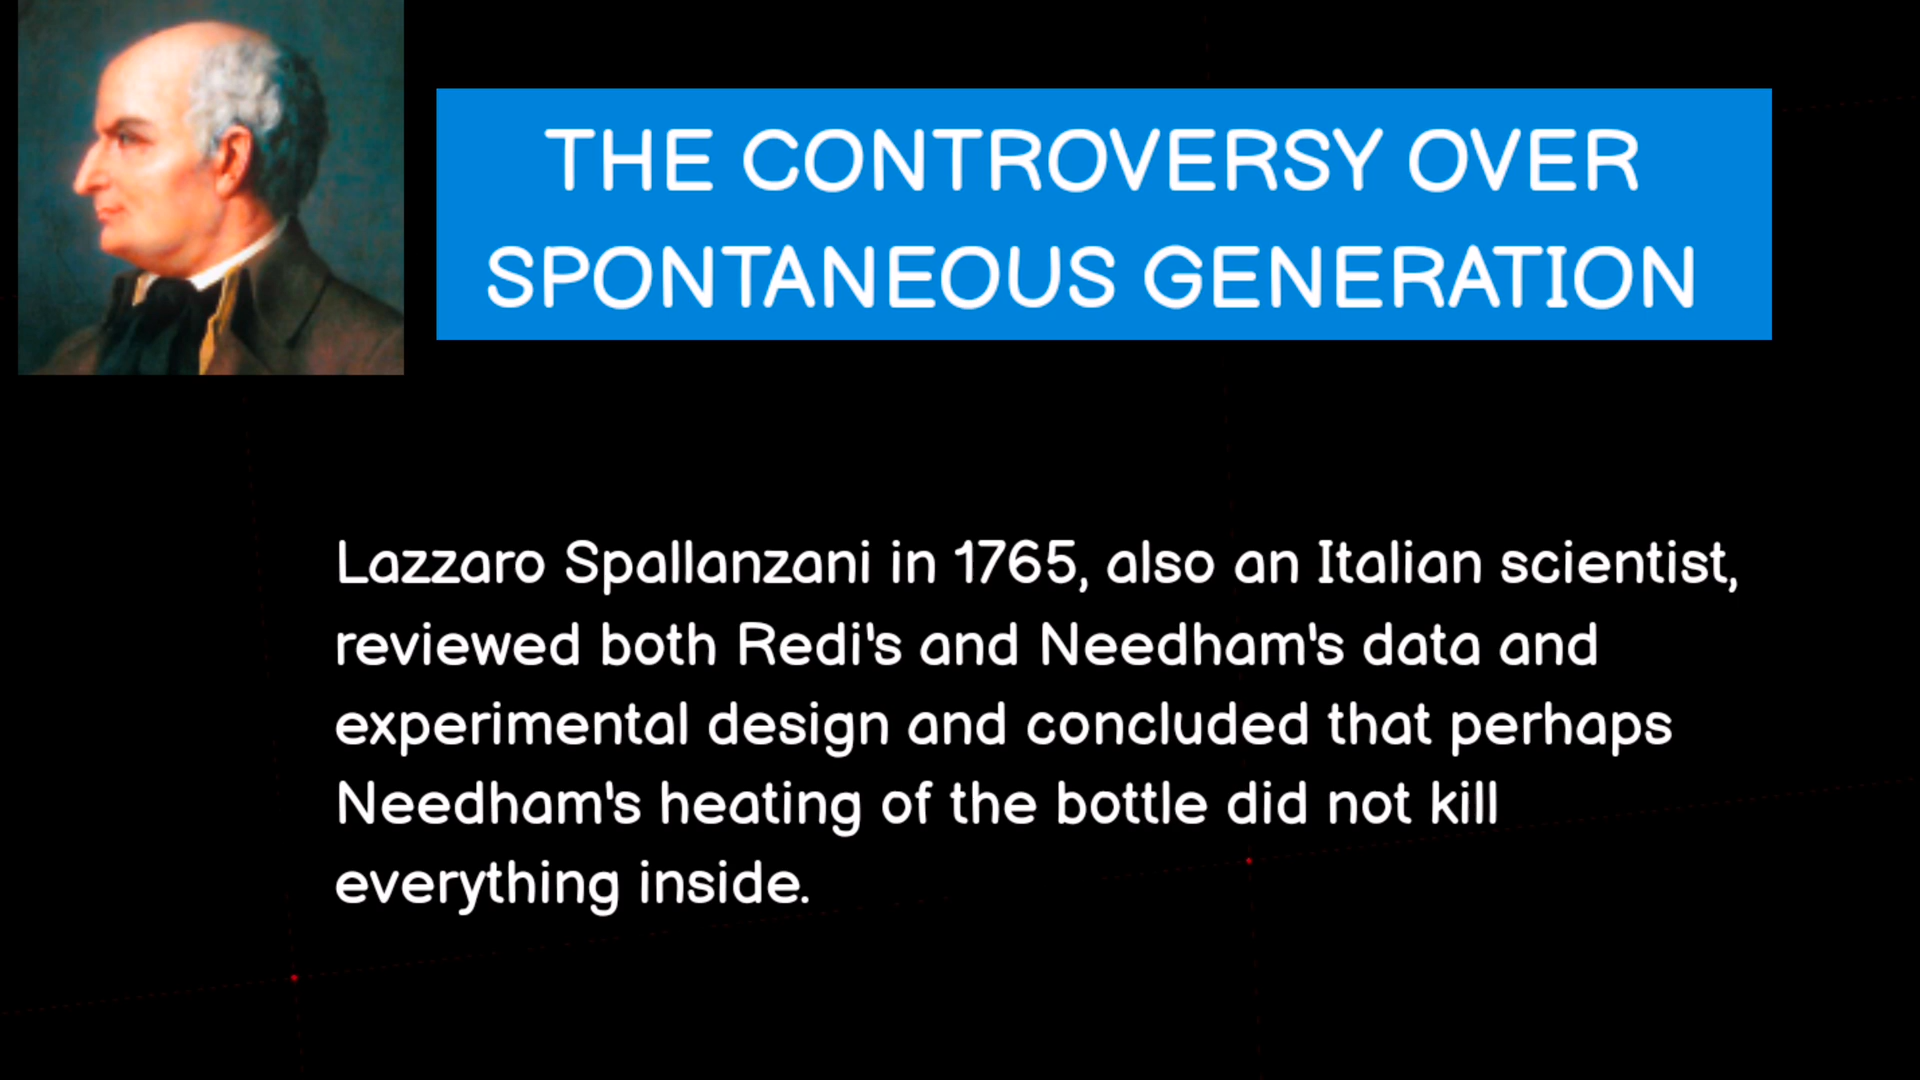 THE CONTROVERSY OVER
SPONTANEOUS GENERATION
Lazzaro Spallanzani in 1765, also an Italian scientist,
reviewed both Redi's and Needham's data and
experimental design and concluded that perhaps
Needham's heating of the bottle did not kill
everything inside.